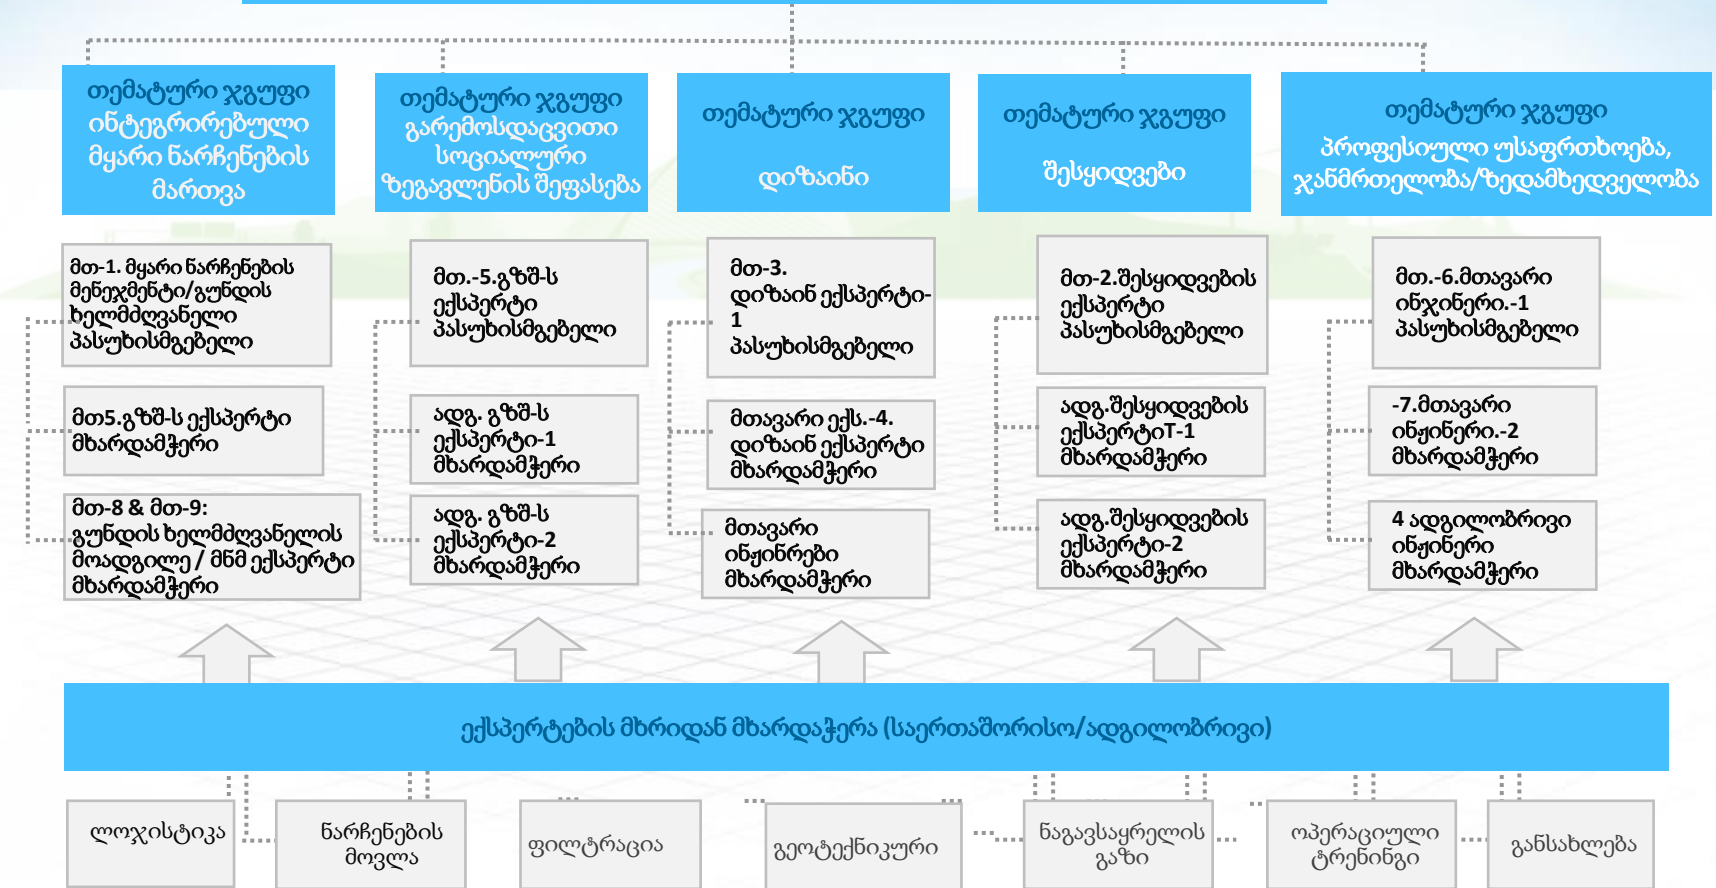 თემატური ჯგუფი
ინტეგრირებული
მყარი ნარჩენების
მართვა
თემატური ჯგუფი
გარემოსდაცვითი
სოციალური
ზეგავლენის შეფასება
თემატური ჯგუფი
დიზაინი
თემატური ჯგუფი
შესყიდვები
თემატური ჯგუფი
პროფესიული უსაფრთხოება,
ჯანმრთელობა/ზედამხედველობა
მთ-1. მყარი ნარჩენების
მენეჯმენტი/გუნდის
ხელმძღვანელი
პასუხისმგებელი
მთ5.გზშ-ს ექსპერტი
მხარდამჭერი
მთ-8 & მთ-9:
გუნდის ხელმძღვანელის
მოადგილე / მნმ ექსპერტი
მხარდამჭერი
მთ.-5.გზშ-ს
ექსპერტი
პასუხისმგებელი
ადგ. გზშ-ს
ექსპერტი-1
მხარდამჭერი
ადგ. გზშ-ს
ექსპერტი-2
მხარდამჭერი
მთ-3.
დიზაინ ექსპერტი-
1
პასუხისმგებელი
მთავარი ექს.-4.
დიზაინ ექსპერტი
მხარდამჭერი
მთავარი
ინჟინრები
მხარდამჭერი
მთ-2.შესყიდვების
ექსპერტი
პასუხისმგებელი
ადგ.შესყიდვების
ექსპერტიT-1
მხარდამჭერი
ადგ.შესყიდვების
ექსპერტი-2
მხარდამჭერი
მთ.-6.მთავარი
ინჯინერი.-1
პასუხისმგებელი
-7.მთავარი
ინჟინერი.-2
მხარდამჭერი
4 ადგილობრივი
ინჟინერი
მხარდამჭერი
ექსპერტების მხრიდან მხარდაჭერა (საერთაშორისო/ადგილობრივი)
ლოჯისტიკა
ნარჩენების
მოვლა
ფილტრაცია
გეოტექნიკური
ნაგავსაყრელის
გაზი
ოპერაციული
ტრენინგი
განსახლება